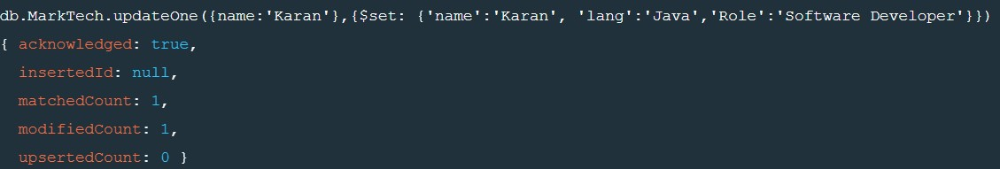 db.MarkTech.updateOne({name:'Karan'},{$set: {'name':'Karan', 'lang':'Java','Role':'Software Developer'}})
{ acknowledged: true,
insertedId: null,
matchedCount: 1,
modifiedCount: 1,
upsertedCount: 0 }